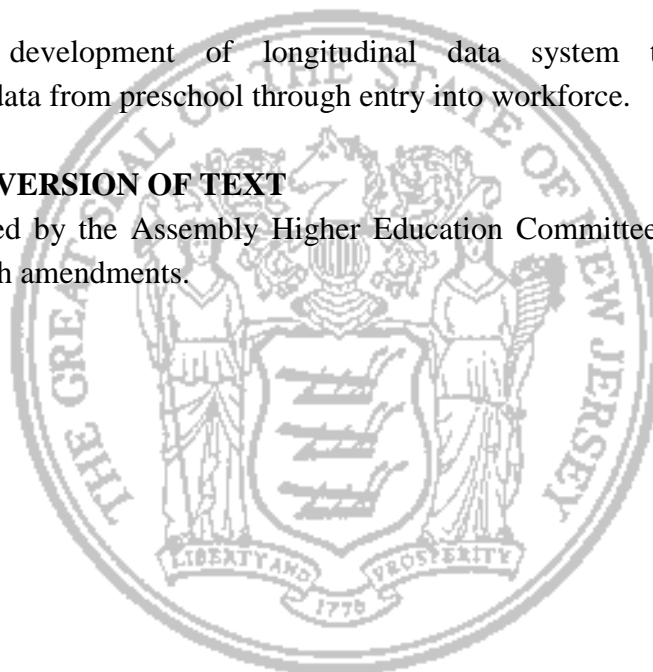 development of longitudinal data system t
data from preschool through entry into workforce.
VERSION OF TEXT
ed by the Assembly Higher Education Committee
h amendments.
THE GREAT SEAL OF THE STATE OF NEW JERSEY
LIBERTY AND PROSPERITY
1776